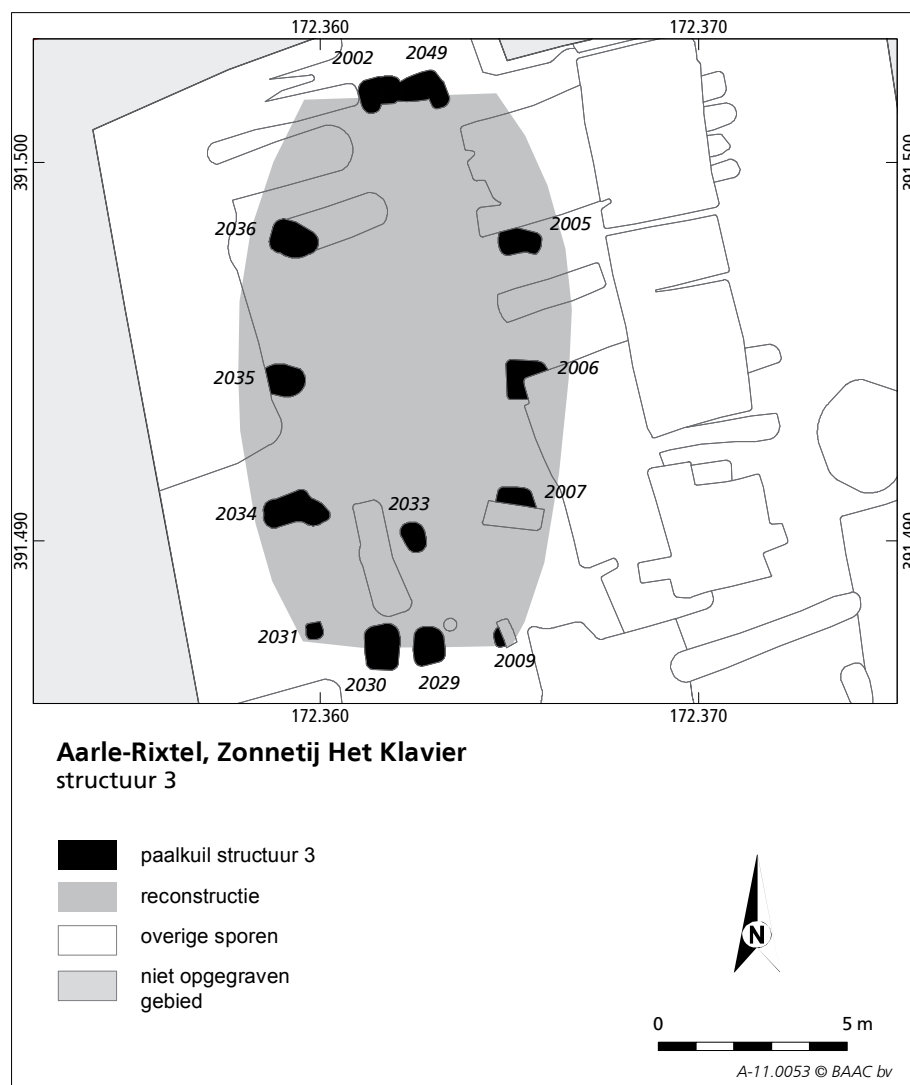 172.360
172.370
2002
2049
391.500
391.500
2036
2005
2035
2006
2034
2033
2007
391.490
391.490
2031
2030
2029
2009
172.360
172.370
Aarle-Rixtel, Zonnetij Het Klavier
structuur 3
paalkuil structuur 3
reconstructie
overige sporen
niet opgegraven
gebied
N
0
5 m
A-11.0053 © BAAC bv